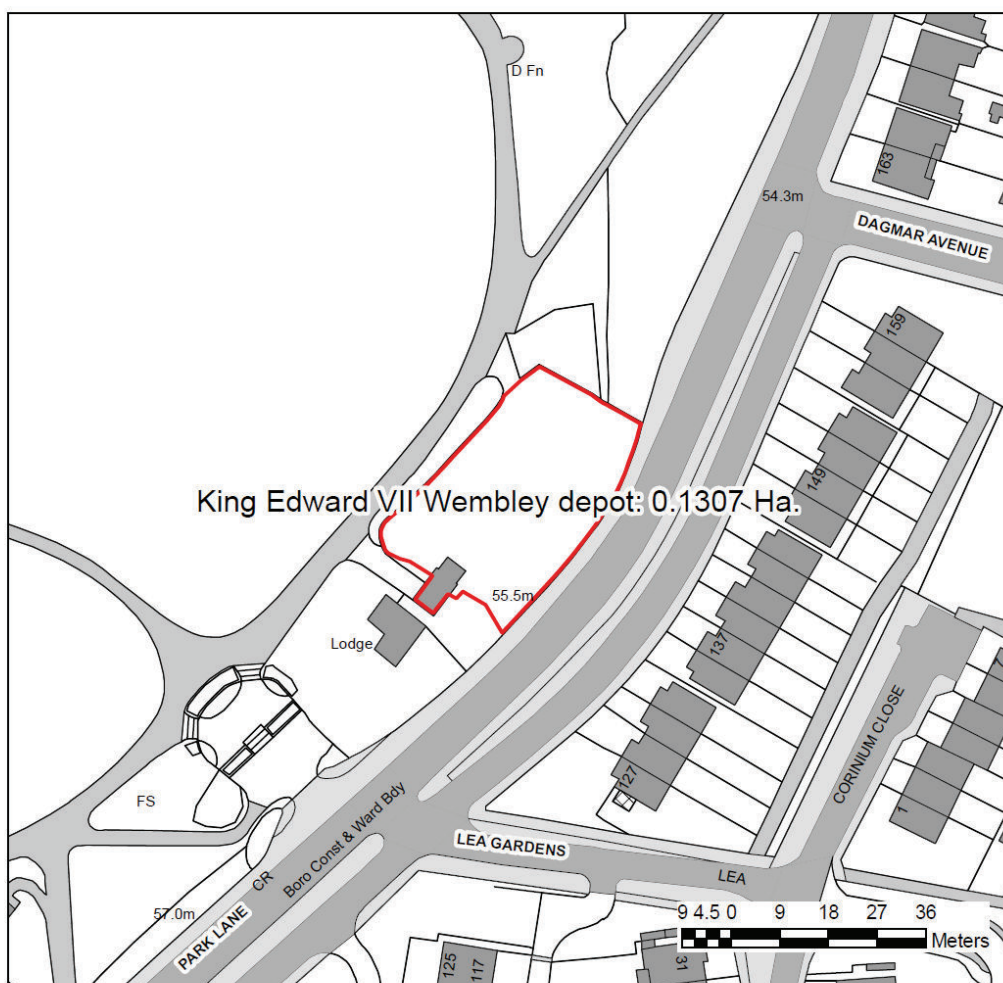 D Fn
163
54.3m
DAGMAR AVENUE
159
149
King Edward VII Wembley depot: 0.1307 Ha.
55.5m
Lodge
137
127
CORINIUM CLOSE
1
FS
Boro Const & Ward Bdy
CR
LEA GARDENS
LEA
57.0m
PARK LANE
125
117
31
9 4.5 0 9 18 27 36
Meters